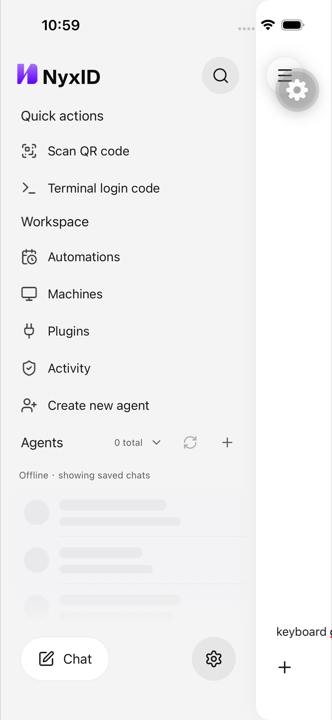 10:59
NyxID
Quick actions
Scan QR code
Terminal login code
Workspace
Automations
Machines
Plugins
Activity
Create new agent
Agents 0 total
Offline · showing saved chats
keyboard
Chat